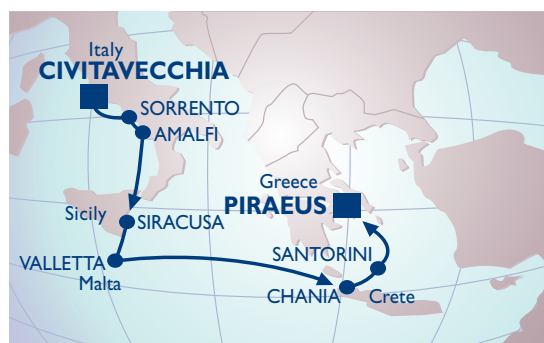 Italy
CIVITAVECCHIA
SORRENTO
AMALFI
Sicily
SIRACUSA
VALLETTA
Malta
Greece
PIRAEUS
SANTORINI
CHANIA
Crete